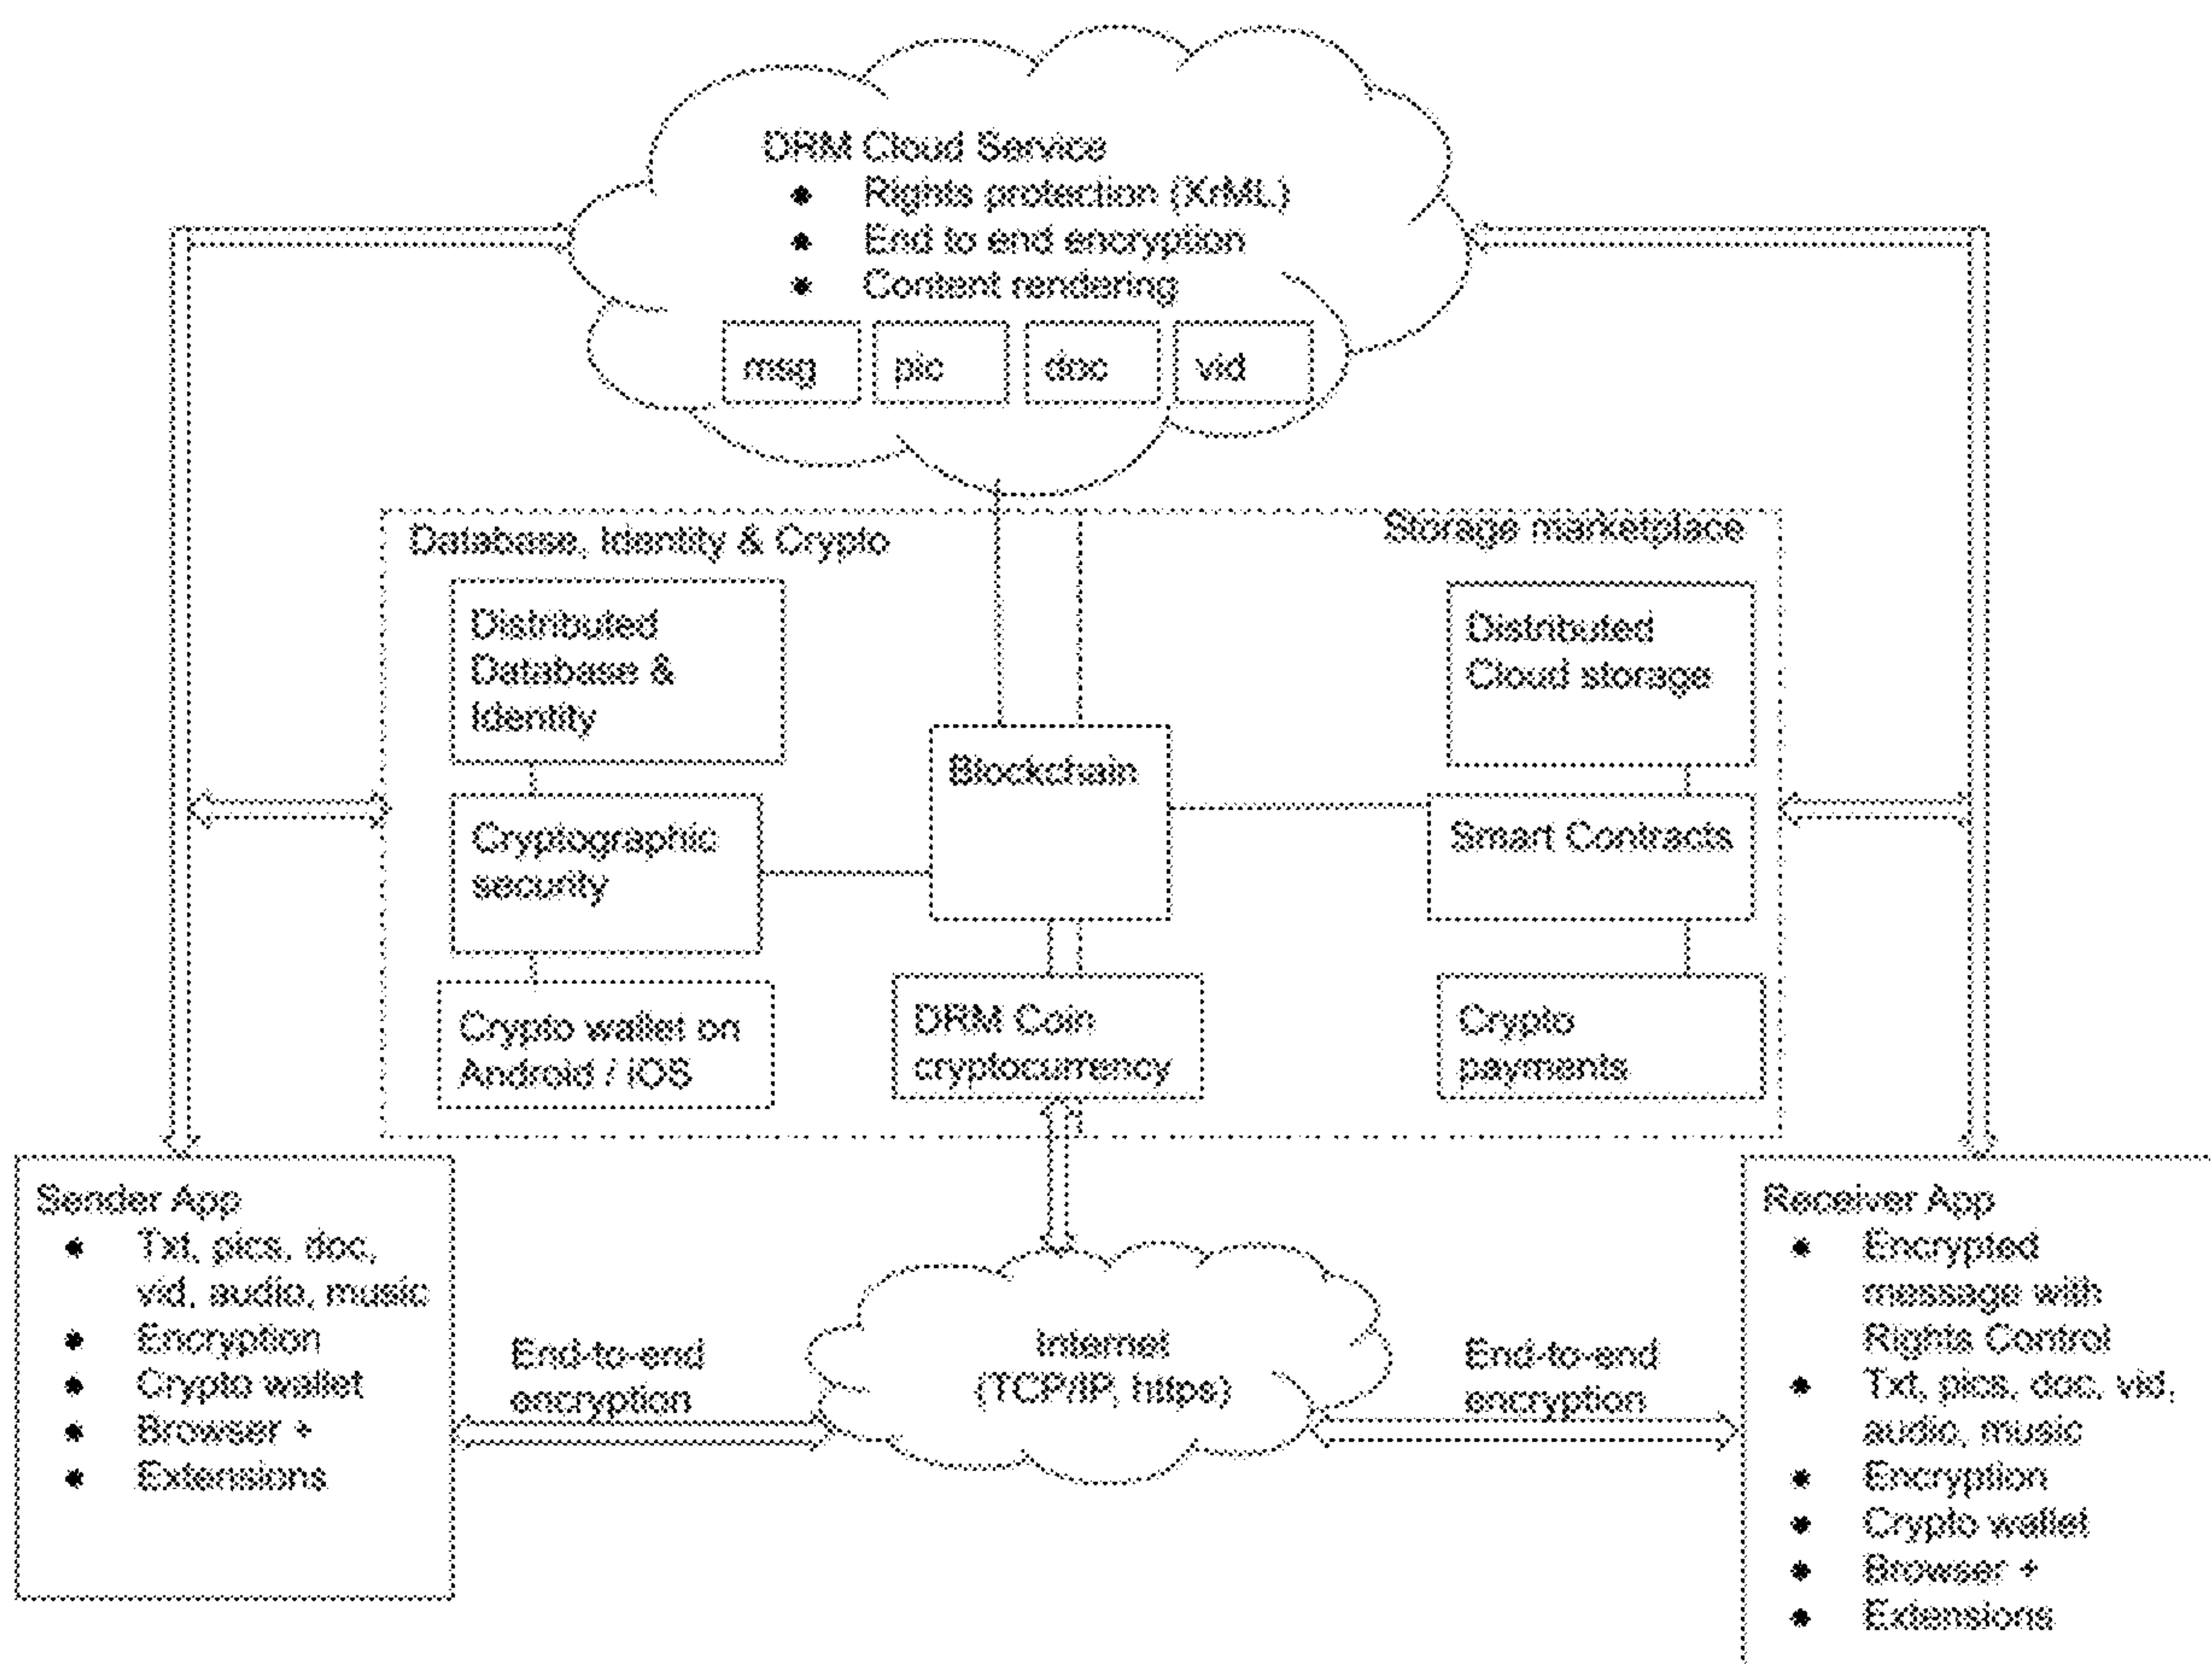 DRM Cloud Service
Rights protection (XrML)
End to end encryption
Content rendering
msg
pic
doc
vid
Database, Identity & Crypto
Storage marketplace
Distributed
Database &
Identity
Distributed
Cloud storage
Blockchain
Cryptographic
security
Smart Contracts
Crypto wallet on
Android / iOS
DRM Coin
cryptocurrency
Crypto
payments
Sender App
Txt, pics, doc,
vid, audio, music
Encryption
Crypto wallet
Browser +
Extensions
End-to-end
encryption
Internet
(TCP/IP, https)
End-to-end
encryption
Receiver App
Encrypted
message with
Rights Control
Txt, pics, doc, vid,
audio, music
Encryption
Crypto wallet
Browser +
Extensions